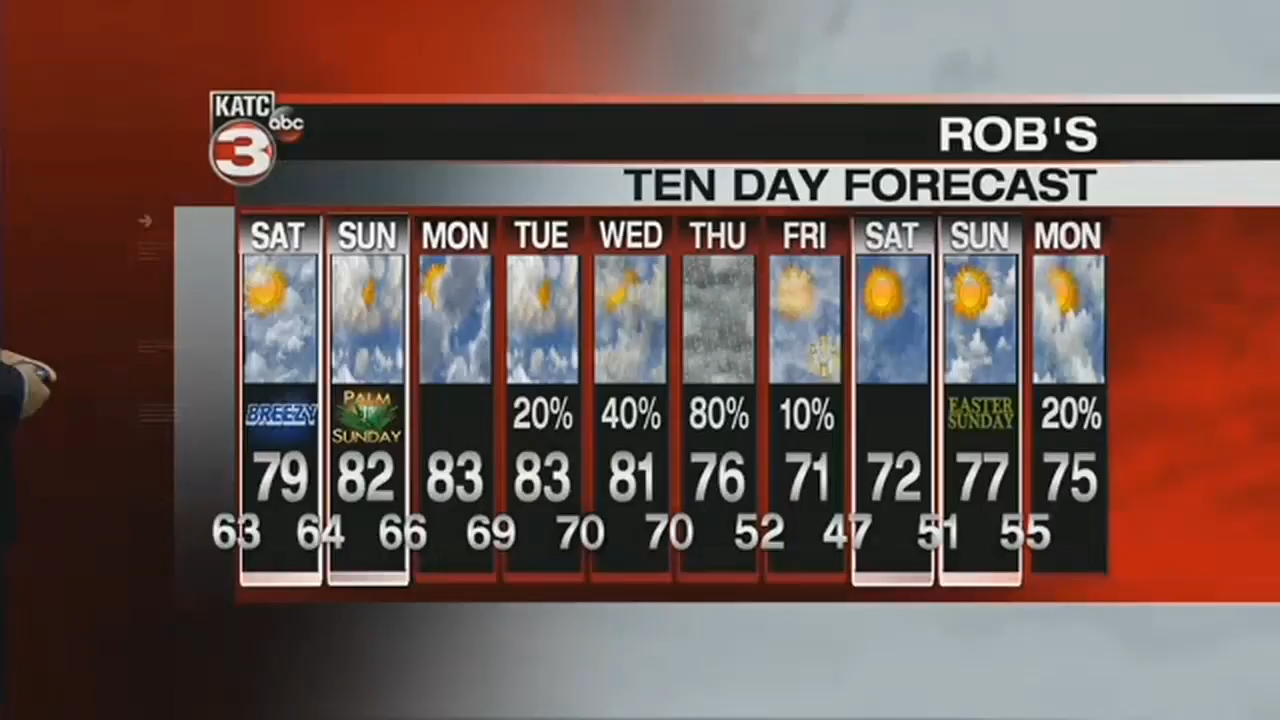 KATC
abc
3
ROB'S
TEN DAY FORECAST
SAT SUN MON TUE WED THU FRI SAT SUN MON
BREEZY
PALM
SUNDAY
EASTER
SUNDAY
20% 40% 80% 10% 20%
79 82 83 83 81 76 71 72 77 75
63 64 66 69 70 70 52 47 51 55